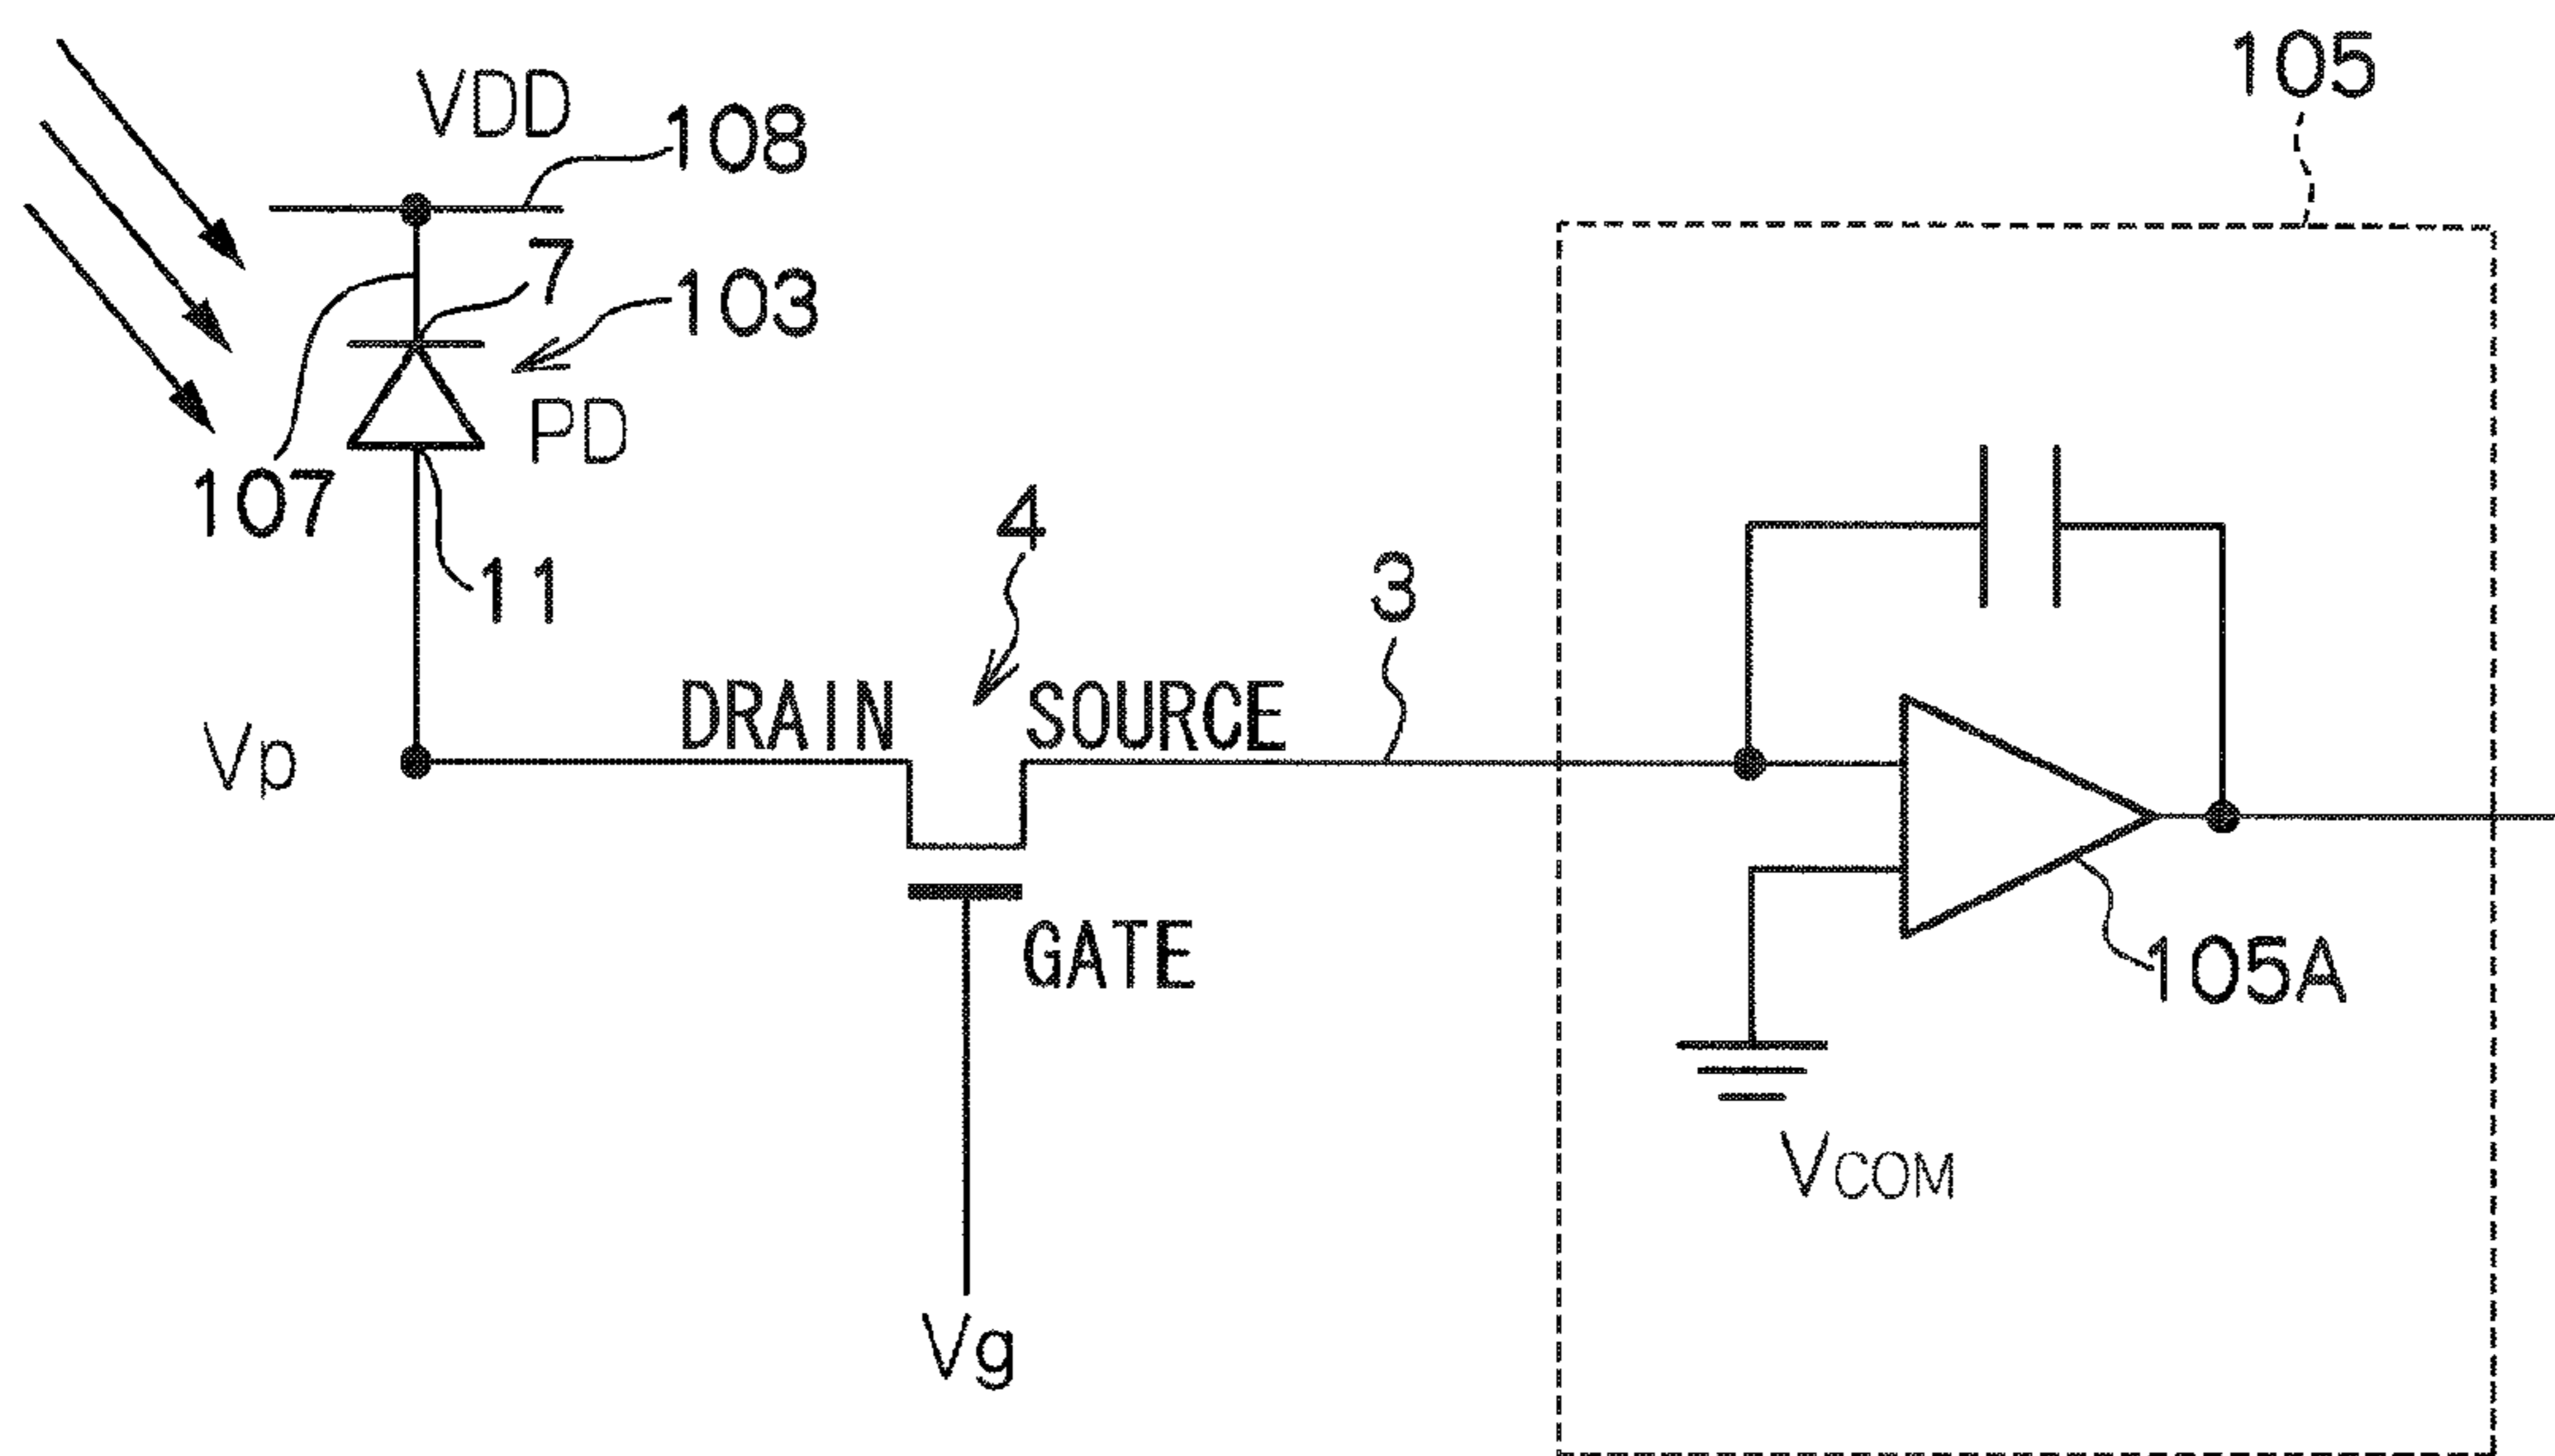 105
VDD
108
7
103
PD
107
11
4
3
DRAIN
SOURCE
Vp
GATE
105A
VCOM
Vg